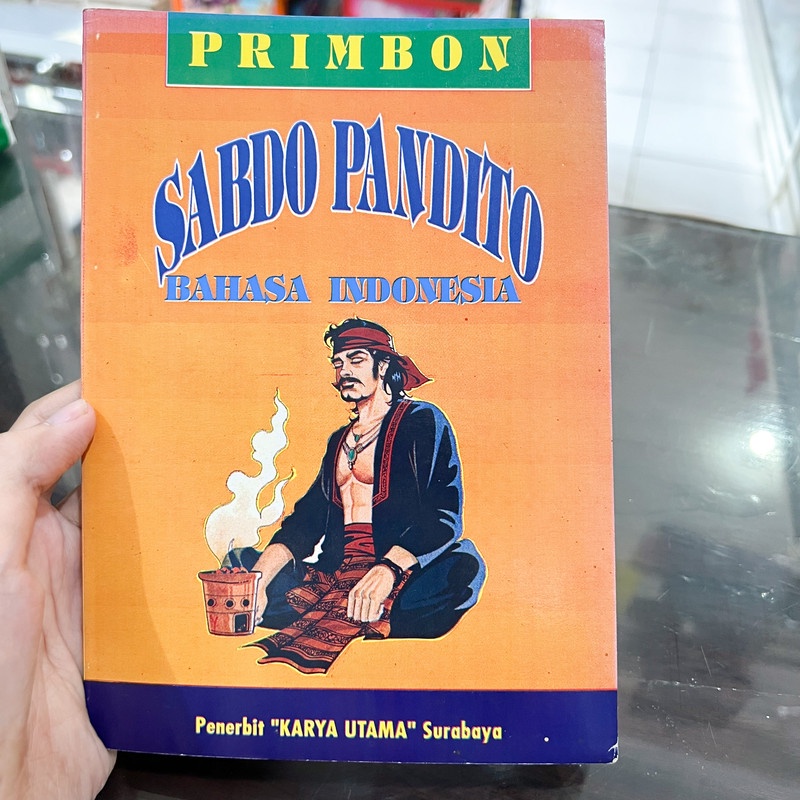 PRIMBON
SABDO PANDITO
BAHASA INDONESIA
Penerbit "KARYA UTAMA" Surabaya